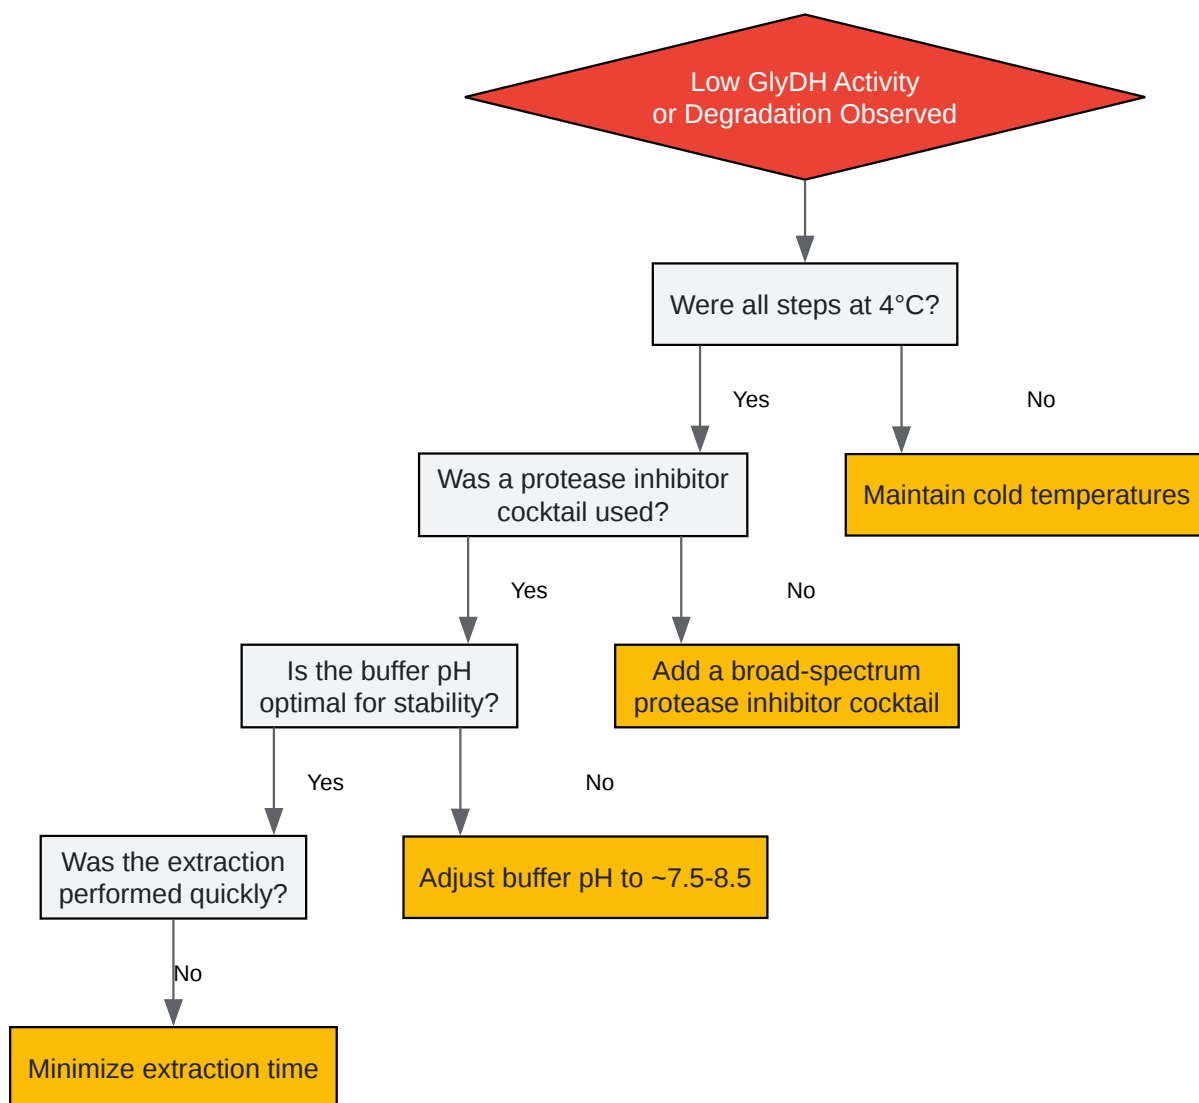 Low GlyDH Activity
or Degradation Observed
Were all steps at 4°C?
Yes
No
Was a protease inhibitor
cocktail used?
Maintain cold temperatures
Yes
No
Is the buffer pH
optimal for stability?
Add a broad-spectrum
protease inhibitor cocktail
Yes
No
Was the extraction
performed quickly?
Adjust buffer pH to ~7.5-8.5
No
Minimize extraction time